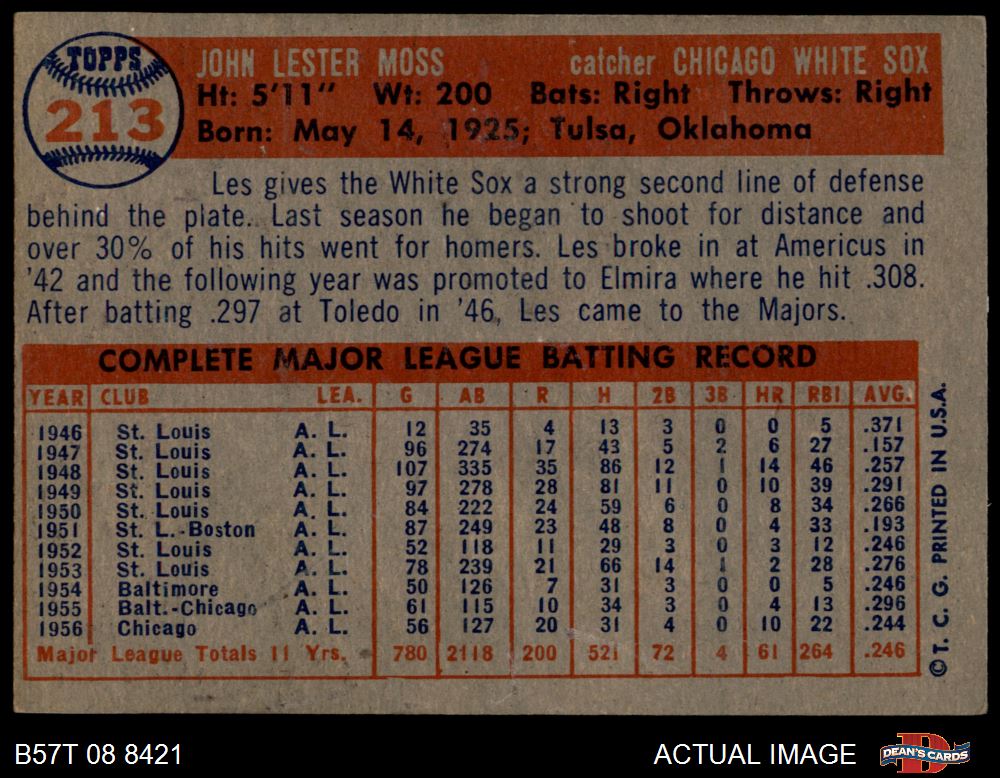 TOPPS
213
JOHN LESTER MOSS catcher CHICAGO WHITE SOX
Ht: 5'11" Wt: 200 Bats: Right Throws: Right
Born: May 14, 1925; Tulsa, Oklahoma
Les gives the White Sox a strong second line of defense
behind the plate. Last season he began to shoot for distance and
over 30% of his hits went for homers. Les broke in at Americus in
'42 and the following year was promoted to Elmira where he hit .308.
After batting .297 at Toledo in '46, Les came to the Majors.
COMPLETE MAJOR LEAGUE BATTING RECORD
YEAR CLUB LEA. G AB R H 2B 3B HR RBI AVG.
1946 St. Louis A. L. 12 35 4 13 3 0 0 5 .371
1947 St. Louis A. L. 96 274 17 43 5 2 6 27 .157
1948 St. Louis A. L. 107 335 35 86 12 1 14 46 .257
1949 St. Louis A. L. 97 278 28 81 11 0 10 39 .291
1950 St. Louis A. L. 84 222 24 59 6 0 8 34 .266
1951 St. L.-Boston A. L. 87 249 23 48 8 0 4 33 .193
1952 St. Louis A. L. 52 118 11 29 3 0 3 12 .246
1953 St. Louis A. L. 78 239 21 66 14 1 2 28 .276
1954 Baltimore A. L. 50 126 7 31 3 0 0 5 .246
1955 Balt.-Chicago A. L. 61 115 10 34 3 0 4 13 .296
1956 Chicago A. L. 56 127 20 31 4 0 10 22 .244
Major League Totals 11 Yrs. 780 2118 200 521 72 4 61 264 .246
© T. C. G. PRINTED IN U.S.A.
B57T 08 8421 ACTUAL IMAGE DEAN'S CARDS